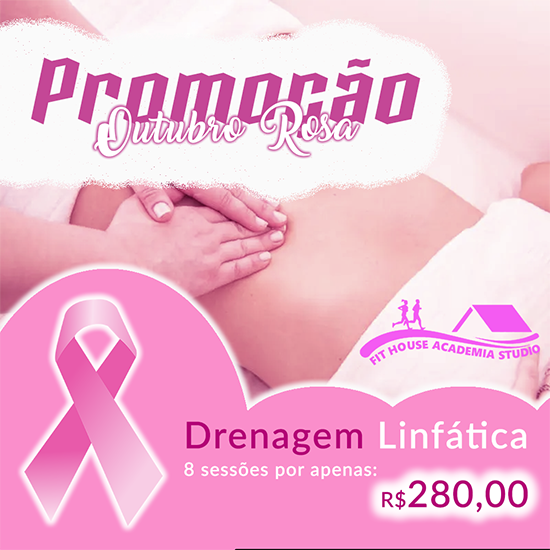 Promoção
Outubro Rosa
FIT HOUSE ACADEMIA STUDIO
Drenagem Linfática
8 sessões por apenas:
R$280,00